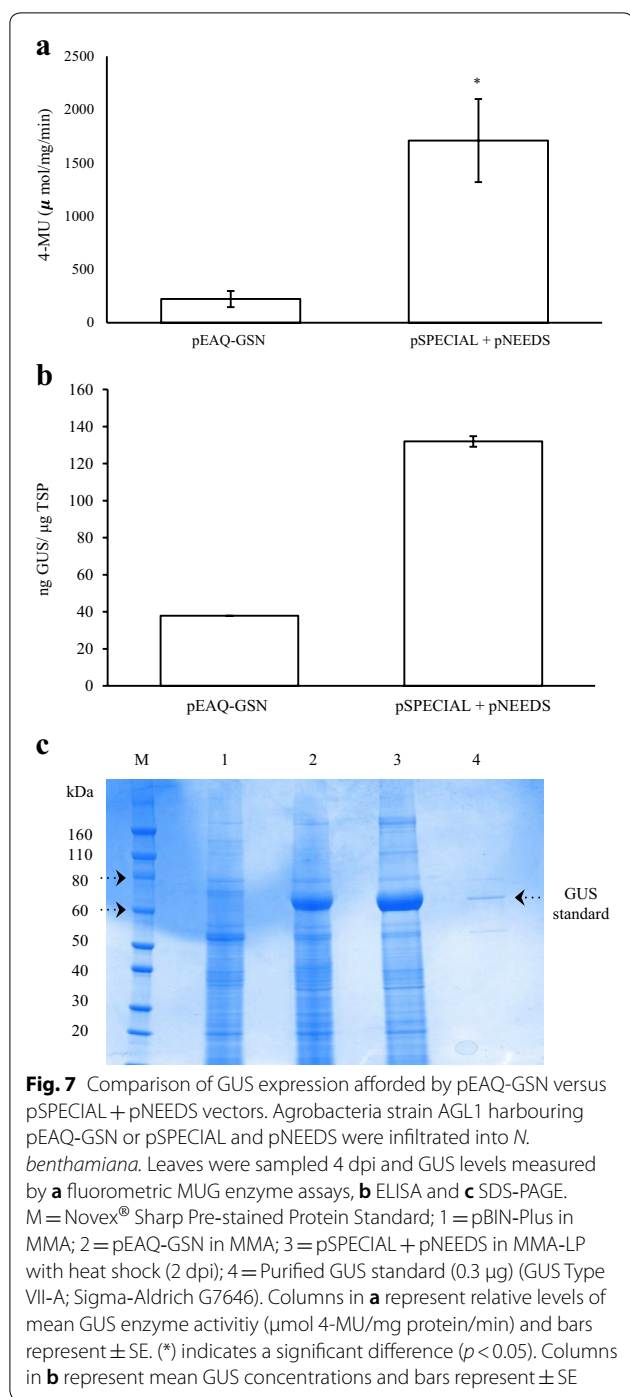 a
2500
2000
1500
1000
500
0
4-MU (µ mol/mg/min)
*
pEAQ-GSN
pSPECIAL + pNEEDS
b
160
140
120
100
80
60
40
20
0
ng GUS/ µg TSP
pEAQ-GSN
pSPECIAL + pNEEDS
c
M 1 2 3 4
kDa
160
110
80
60
50
40
30
20
GUS
standard
Fig. 7 Comparison of GUS expression afforded by pEAQ-GSN versus
pSPECIAL + pNEEDS vectors. Agrobacteria strain AGL1 harbouring
pEAQ-GSN or pSPECIAL and pNEEDS were infiltrated into N.
benthamiana. Leaves were sampled 4 dpi and GUS levels measured
by a fluorometric MUG enzyme assays, b ELISA and c SDS-PAGE.
M = Novex® Sharp Pre-stained Protein Standard; 1 = pBIN-Plus in
MMA; 2 = pEAQ-GSN in MMA; 3 = pSPECIAL + pNEEDS in MMA-LP
with heat shock (2 dpi); 4 = Purified GUS standard (0.3 µg) (GUS Type
VII-A; Sigma-Aldrich G7646). Columns in a represent relative levels of
mean GUS enzyme activitiy (µmol 4-MU/mg protein/min) and bars
represent ± SE. (*) indicates a significant difference (p < 0.05). Columns
in b represent mean GUS concentrations and bars represent ± SE